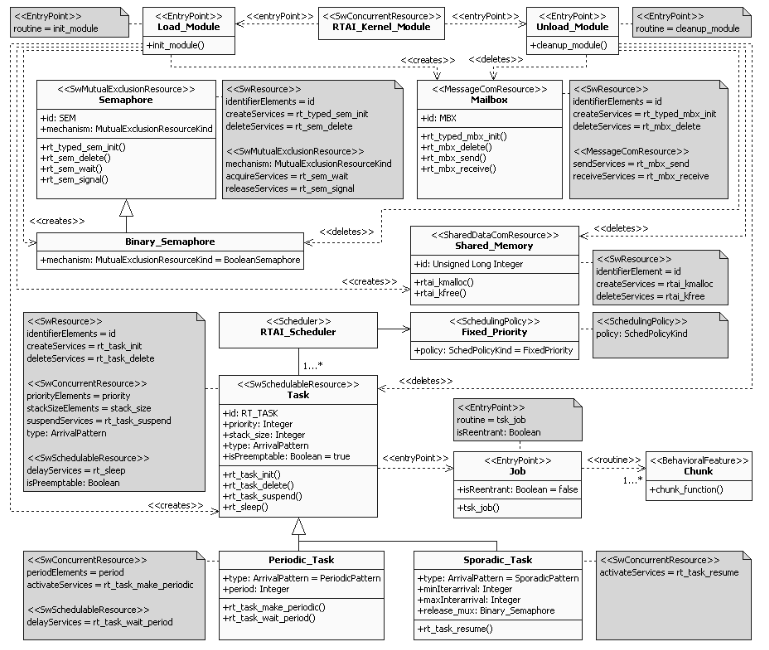 <<EntryPoint>>
routine = init_module
<<EntryPoint>>
Load_Module
+init_module()
<<entryPoint>>
<<SwConcurrentResource>>
RTAI_Kernel_Module
<<entryPoint>>
<<EntryPoint>>
Unload_Module
+cleanup_module()
<<EntryPoint>>
routine = cleanup_module
<<creates>>
<<deletes>>
<<SwMutualExclusionResource>>
Semaphore
+id: SEM
+mechanism: MutualExclusionResourceKind
+rt_typed_sem_init()
+rt_sem_delete()
+rt_sem_wait()
+rt_sem_signal()
<<SwResource>>
identifierElements = id
createServices = rt_typed_sem_init
deleteServices = rt_sem_delete
<<SwMutualExclusionResource>>
mechanism: MutualExclusionResourceKind
acquireServices = rt_sem_wait
releaseServices = rt_sem_signal
<<MessageComResource>>
Mailbox
+id: MBX
+rt_typed_mbx_init()
+rt_mbx_delete()
+rt_mbx_send()
+rt_mbx_receive()
<<SwResource>>
identifierElements = id
createServices = rt_typed_mbx_init
deleteServices = rt_mbx_delete
<<MessageComResource>>
sendServices = rt_mbx_send
receiveServices = rt_mbx_receive
<<creates>>
<<deletes>>
Binary_Semaphore
+mechanism: MutualExclusionResourceKind = BooleanSemaphore
<<deletes>>
<<SharedDataComResource>>
Shared_Memory
+id: Unsigned Long Integer
+rtai_kmalloc()
+rtai_kfree()
<<SwResource>>
identifierElement = id
createServices = rtai_kmalloc
deleteServices = rtai_kfree
<<creates>>
<<SwResource>>
identifierElements = id
createServices = rt_task_init
deleteServices = rt_task_delete
<<SwConcurrentResource>>
priorityElements = priority
stackSizeElements = stack_size
suspendServices = rt_task_suspend
type: ArrivalPattern
<<SwSchedulableResource>>
delayServices = rt_sleep
isPreemptable: Boolean
<<Scheduler>>
RTAI_Scheduler
<<SchedulingPolicy>>
Fixed_Priority
+policy: SchedPolicyKind = FixedPriority
<<SchedulingPolicy>>
policy: SchedPolicyKind
1...*
<<deletes>>
<<SwSchedulableResource>>
Task
+id: RT_TASK
+priority: Integer
+stack_size: Integer
+type: ArrivalPattern
+isPreemptable: Boolean = true
+rt_task_init()
+rt_task_delete()
+rt_task_suspend()
+rt_sleep()
<<EntryPoint>>
routine = tsk_job
isReentrant: Boolean
<<entryPoint>>
<<EntryPoint>>
Job
+isReentrant: Boolean = false
+tsk_job()
<<routine>>
1...*
<<BehavioralFeature>>
Chunk
+chunk_function()
<<creates>>
<<SwConcurrentResource>>
periodElements = period
activateServices = rt_task_make_periodic
<<SwSchedulableResource>>
delayServices = rt_task_wait_period
Periodic_Task
+type: ArrivalPattern = PeriodicPattern
+period: Integer
+rt_task_make_periodic()
+rt_task_wait_period()
Sporadic_Task
+type: ArrivalPattern = SporadicPattern
+miniIterarrival: Integer
+maxInterarrival: Integer
+release_mux: Binary_Semaphore
+rt_task_resume()
<<SwConcurrentResource>>
activateServices = rt_task_resume